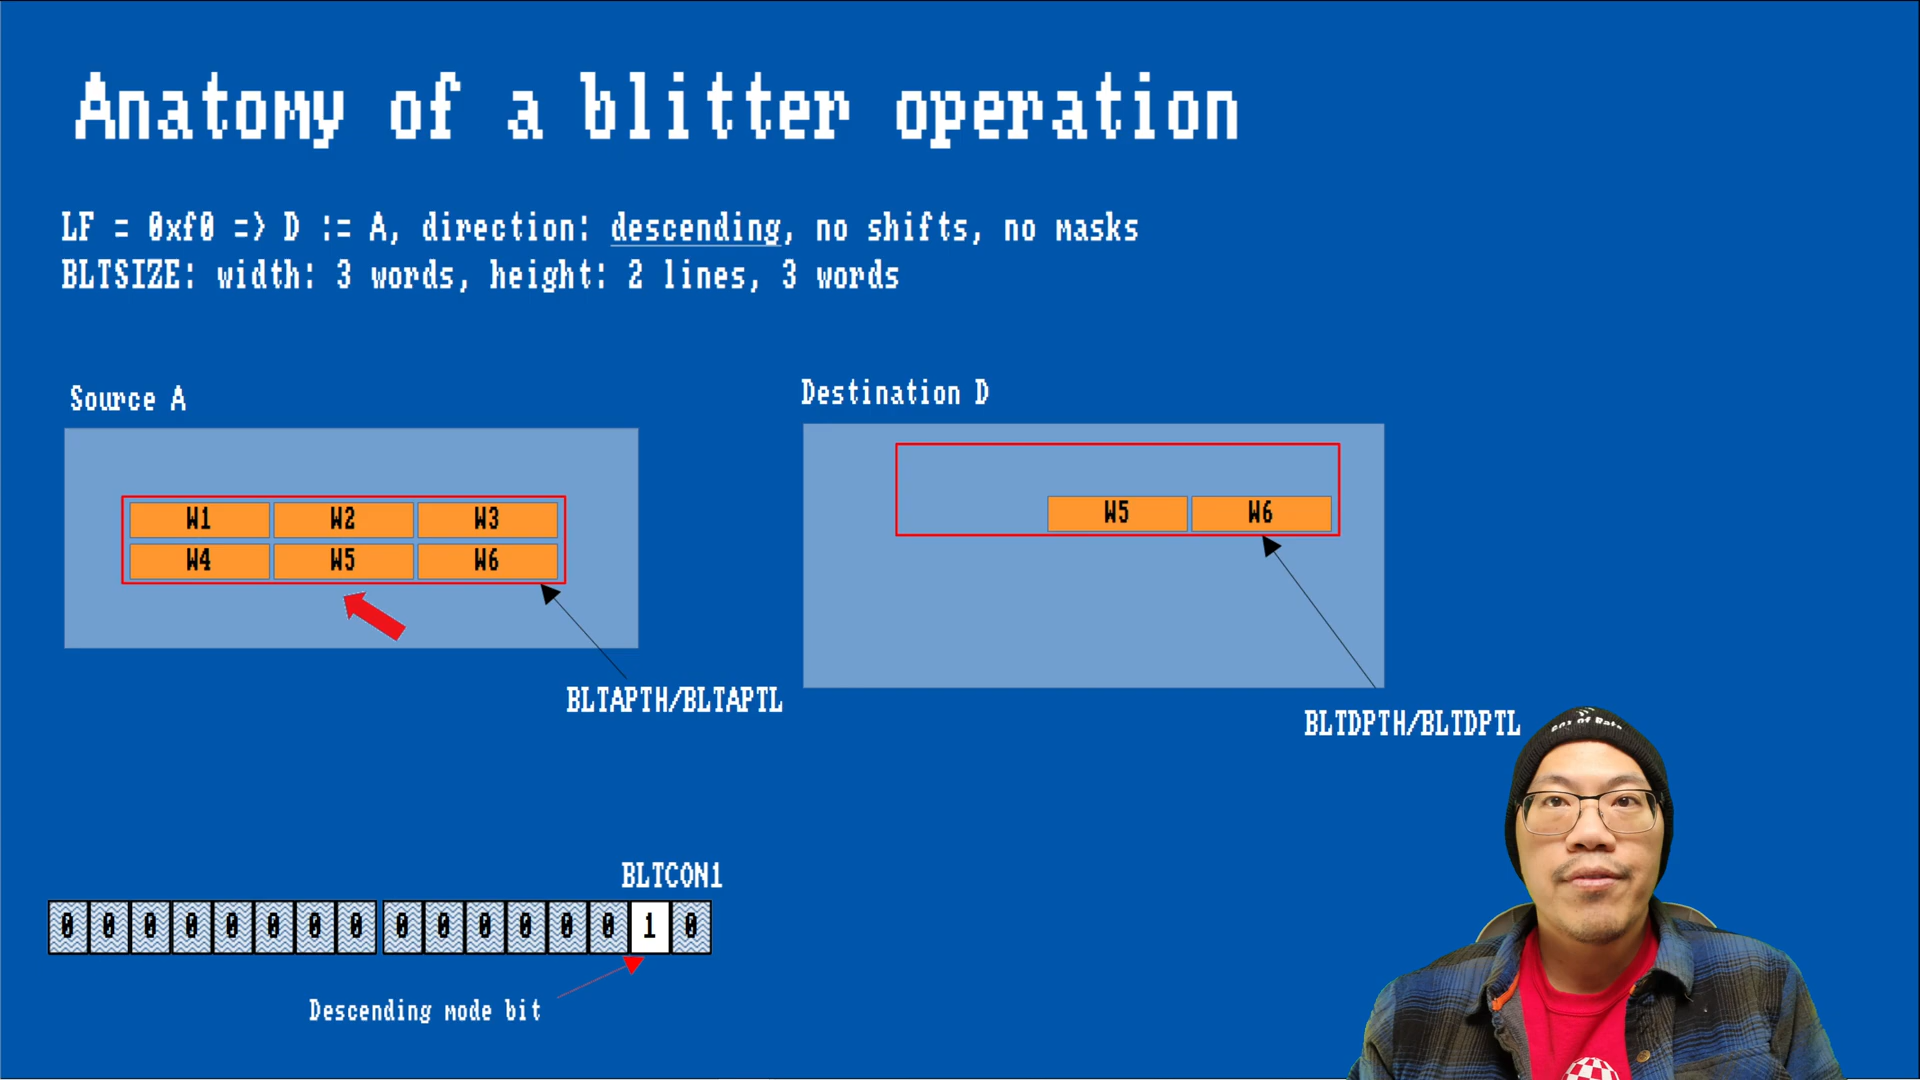 Anatomy of a blitter operation
LF = 0xf0 => D := A, direction: descending, no shifts, no masks
BLTSIZE: width: 3 words, height: 2 lines, 3 words
Source A
Destination D
W1 W2 W3
W4 W5 W6
W5 W6
BLTAPTH/BLTAPTL
BLTDPTH/BLTDPTL
BLTCON1
0 0 0 0 0 0 0 0 0 0 0 0 0 0 1 0
Descending mode bit